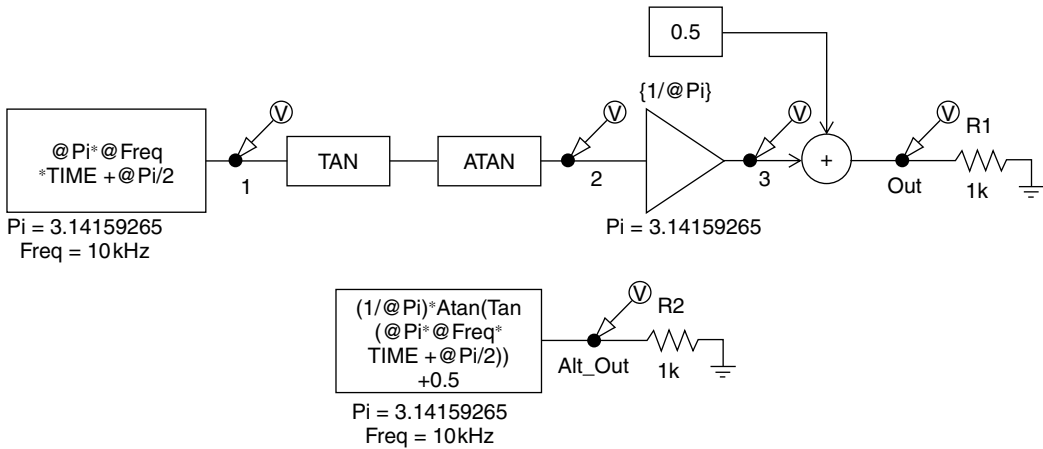 0.5
{1/@Pi}
V
V
V
V
R1
@Pi*@Freq
*TIME +@Pi/2
TAN
ATAN
+
1
2
3
Out
1k
Pi = 3.14159265
Freq = 10kHz
Pi = 3.14159265
(1/@Pi)*Atan(Tan
(@Pi*@Freq*
TIME +@Pi/2))
+0.5
V
R2
Alt_Out
1k
Pi = 3.14159265
Freq = 10kHz